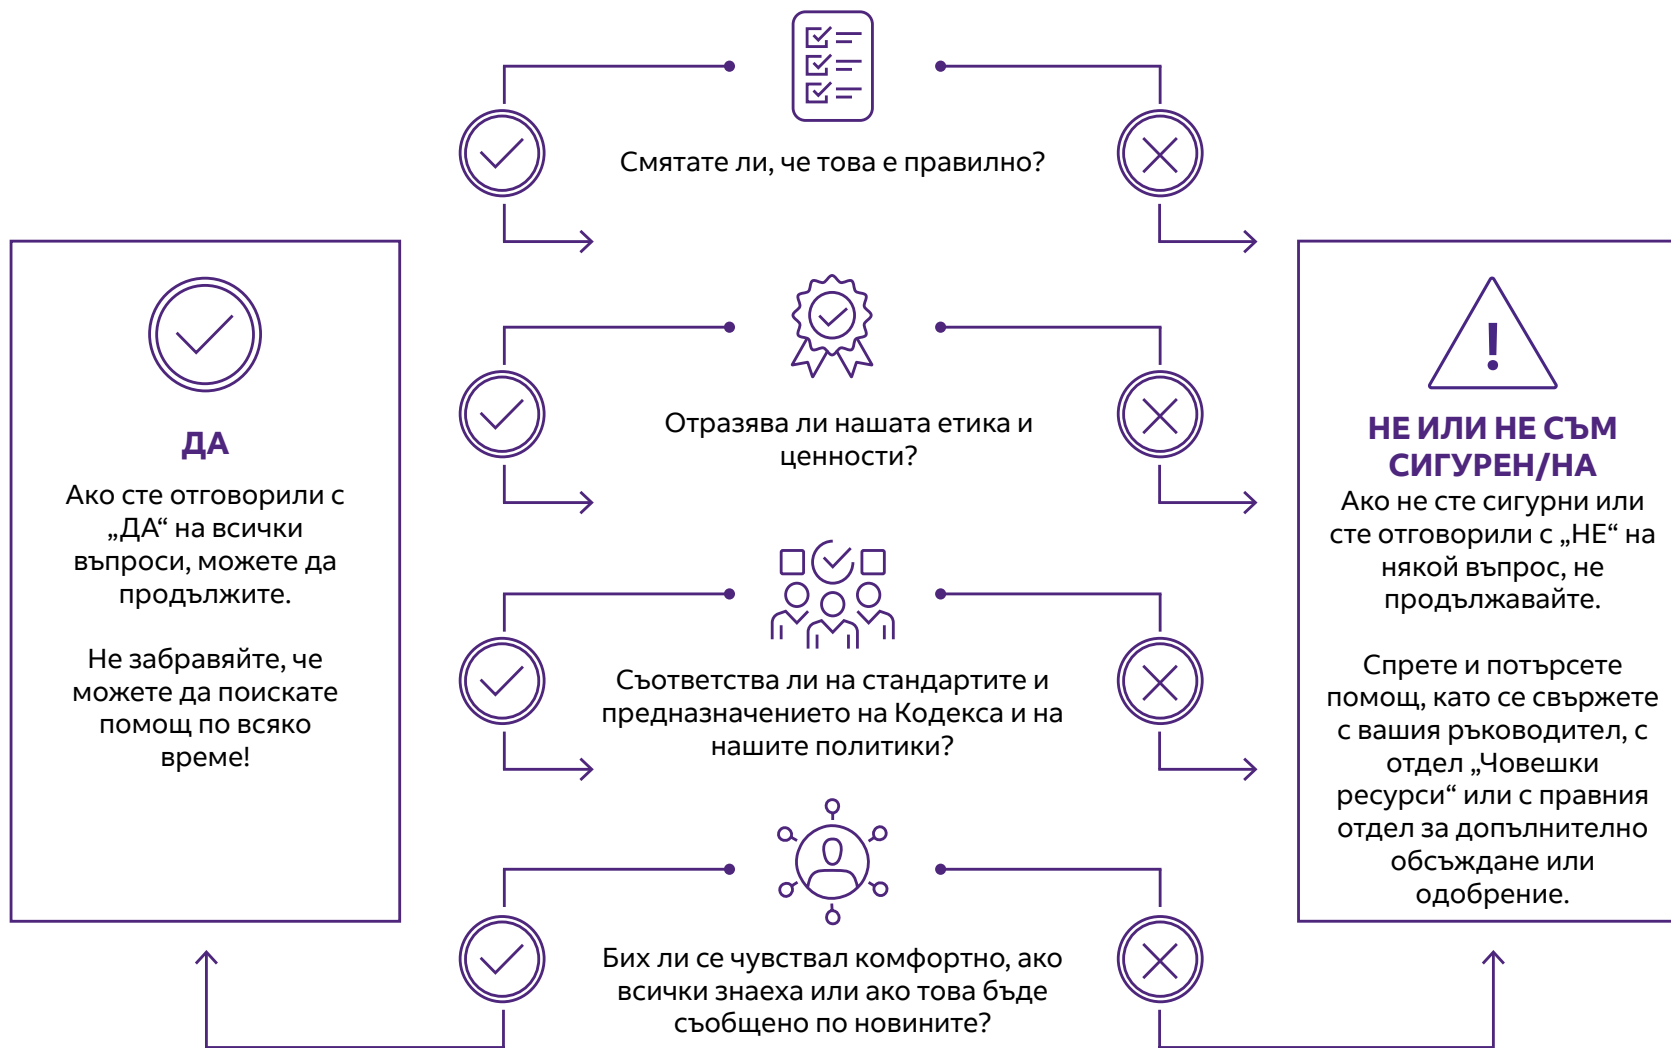 Смятате ли, че това е правилно?
ДА
Ако сте отговорили с
„ДА“ на всички
въпроси, можете да
продължите.
Не забравяйте, че
можете да поискате
помощ по всяко
време!
Отразява ли нашата етика и
ценности?
Съответства ли на стандартите и
предназначението на Кодекса и на
нашите политики?
Бих ли се чувствал комфортно, ако
всички знаеха или ако това бъде
съобщено по новините?
НЕ ИЛИ НЕ СЪМ
СИГУРЕН/НА
Ако не сте сигурни или
сте отговорили с „НЕ“ на
някой въпрос, не
продължавайте.
Спрете и потърсете
помощ, като се свържете
с вашия ръководител, с
отдел „Човешки
ресурси“ или с правния
отдел за допълнително
обсъждане или
одобрение.